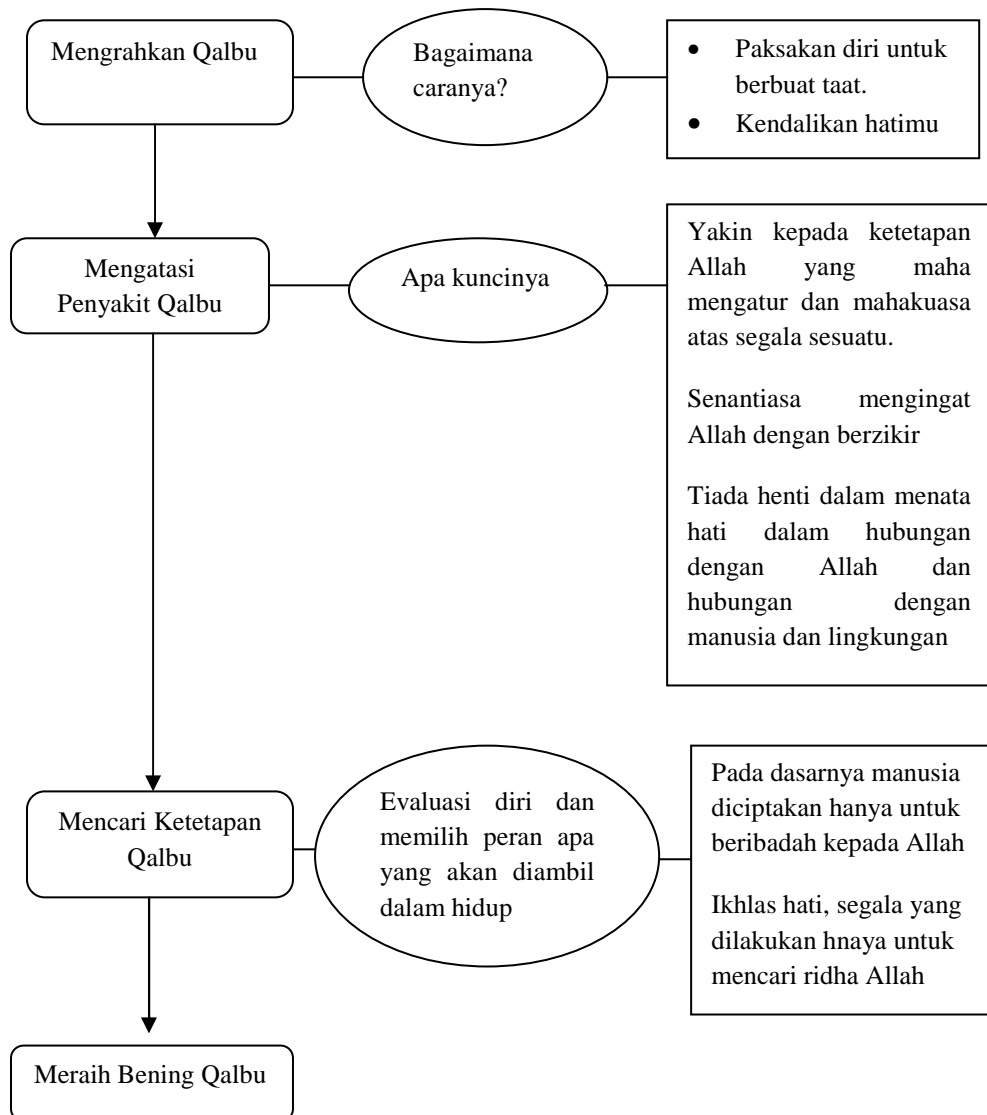 Mengrahkan Qalbu
Bagaimana
caranya?
• Paksakan diri untuk
berbuat taat.
• Kendalikan hatimu
Mengatasi
Penyakit Qalbu
Apa kuncinya
Yakin kepada ketetapan
Allah yang maha
mengatur dan mahakuasa
atas segala sesuatu.
Senantiasa mengingat
Allah dengan berzikir
Tiada henti dalam menata
hati dalam hubungan
dengan Allah dan
hubungan dengan
manusia dan lingkungan
Mencari Ketetapan
Qalbu
Evaluasi diri dan
memilih peran apa
yang akan diambil
dalam hidup
Pada dasarnya manusia
diciptakan hanya untuk
beribadah kepada Allah
Ikhlas hati, segala yang
dilakukan hnaya untuk
mencari ridha Allah
Meraih Bening Qalbu